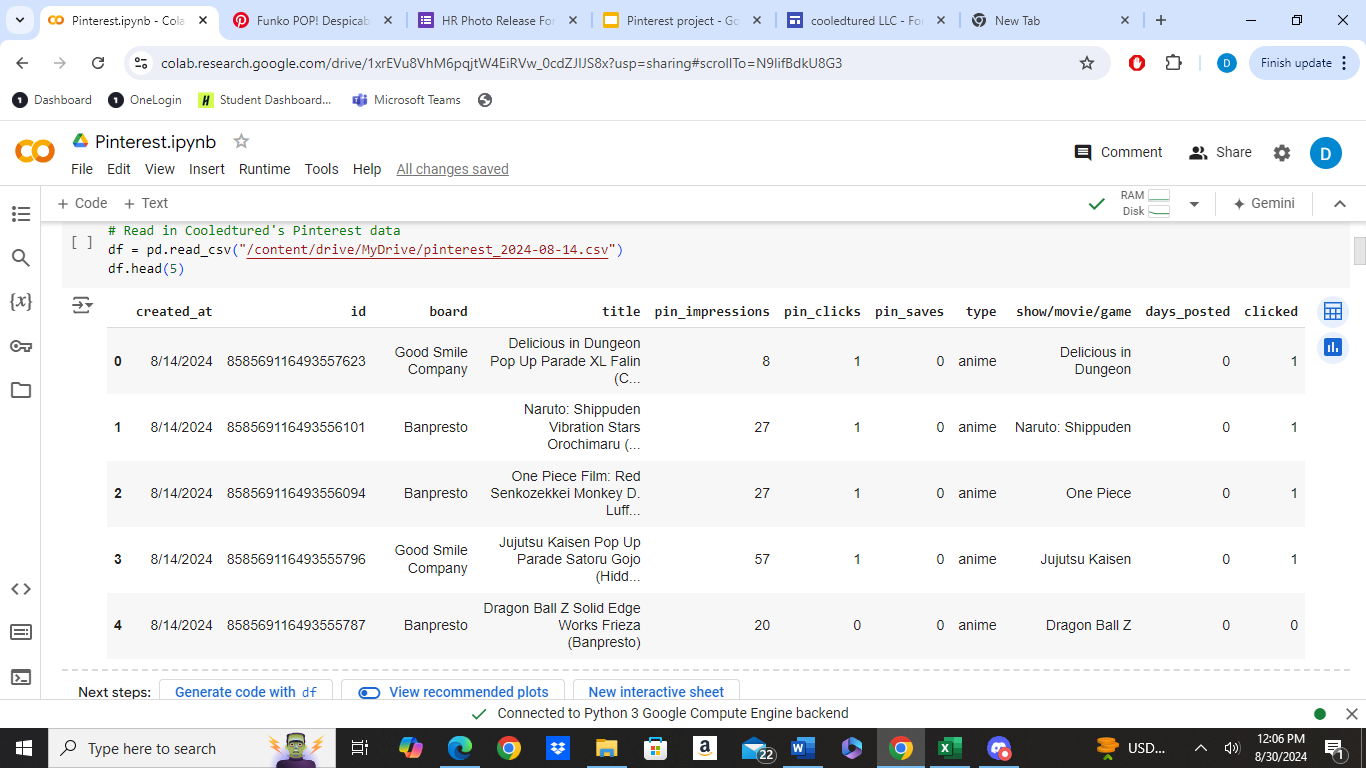 Pinterest.ipynb - Cola
Funko POP! Despicab
HR Photo Release For
Pinterest project - Go
cooledtured LLC - For
New Tab
colab.research.google.com/drive/1xrEVu8VhM6pqjtW4EiRVw_0cdZJlJS8x?usp=sharing#scrollTo=N9lifBdkU8G3
D
Finish update
Dashboard
OneLogin
Student Dashboard...
Microsoft Teams
Pinterest.ipynb
File Edit View Insert Runtime Tools Help All changes saved
Comment
Share
D
+ Code + Text
RAM
Disk
Gemini
# Read in Cooledtured's Pinterest data
[ ] df = pd.read_csv("/content/drive/MyDrive/pinterest_2024-08-14.csv")
df.head(5)
created_at id board title pin_impressions pin_clicks pin_saves type show/movie/game days_posted clicked
0 8/14/2024 858569116493557623 Good Smile Company Delicious in Dungeon Pop Up Parade XL Falin (C... 8 1 0 anime Delicious in Dungeon 0 1
1 8/14/2024 858569116493556101 Banpresto Naruto: Shippuden Vibration Stars Orochimaru (... 27 1 0 anime Naruto: Shippuden 0 1
2 8/14/2024 858569116493556094 Banpresto One Piece Film: Red Senkozekkei Monkey D. Luff... 27 1 0 anime One Piece 0 1
3 8/14/2024 858569116493555796 Good Smile Company Jujutsu Kaisen Pop Up Parade Satoru Gojo (Hidd... 57 1 0 anime Jujutsu Kaisen 0 1
4 8/14/2024 858569116493555787 Banpresto Dragon Ball Z Solid Edge Works Frieza (Banpresto) 20 0 0 anime Dragon Ball Z 0 0
Next steps: Generate code with df View recommended plots New interactive sheet
Connected to Python 3 Google Compute Engine backend
Type here to search
22
USD...
12:06 PM
8/30/2024
1